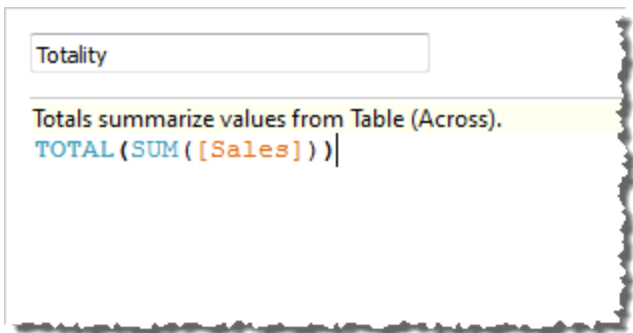 Totality
Totals summarize values from Table (Across).
TOTAL(SUM([Sales]))